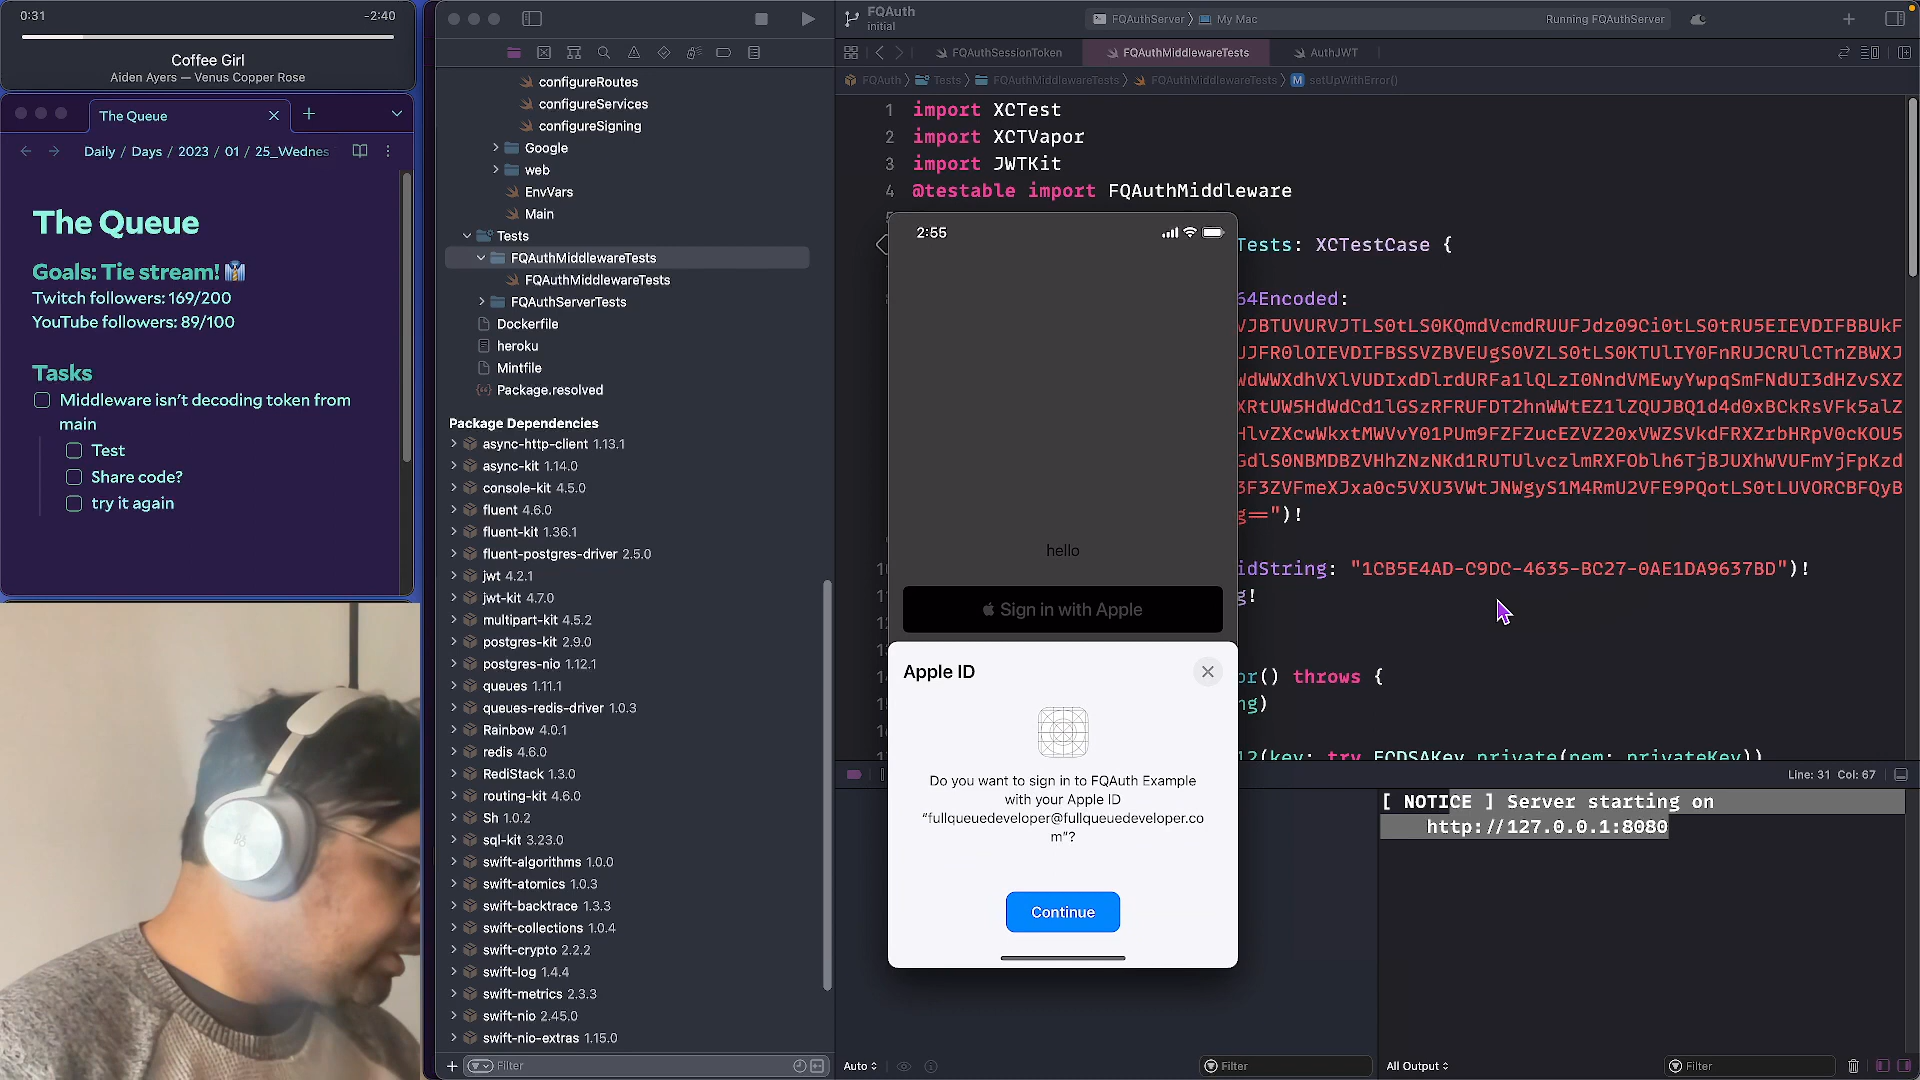 0:31
-2:40
Coffee Girl
Aiden Ayers — Venus Copper Rose
The Queue
Daily / Days / 2023 / 01 / 25_Wednes
The Queue
Goals: Tie stream! 👔
Twitch followers: 169/200
YouTube followers: 89/100
Tasks
Middleware isn't decoding token from
main
Test
Share code?
try it again
configureRoutes
configureServices
configureSigning
Google
web
EnvVars
Main
Tests
FQAuthMiddlewareTests
FQAuthMiddlewareTests
FQAuthServerTests
Dockerfile
heroku
Mintfile
Package.resolved
Package Dependencies
async-http-client 1.13.1
async-kit 1.14.0
console-kit 4.5.0
fluent 4.6.0
fluent-kit 1.36.1
fluent-postgres-driver 2.5.0
jwt 4.2.1
jwt-kit 4.7.0
multipart-kit 4.5.2
postgres-kit 2.9.0
postgres-nio 1.12.1
queues 1.11.1
queues-redis-driver 1.0.3
Rainbow 4.0.1
redis 4.6.0
RediStack 1.3.0
routing-kit 4.6.0
Sh 1.0.2
sql-kit 3.23.0
swift-algorithms 1.0.0
swift-atomics 1.0.3
swift-backtrace 1.3.3
swift-collections 1.0.4
swift-crypto 2.2.2
swift-log 1.4.4
swift-metrics 2.3.3
swift-nio 2.45.0
swift-nio-extras 1.15.0
Filter
FQAuth
initial
FQAuthServer
My Mac
Running FQAuthServer
FQAuthSessionToken
FQAuthMiddlewareTests
AuthJWT
FQAuth
Tests
FQAuthMiddlewareTests
FQAuthMiddlewareTests
M setUpWithError()
1 import XCTest
2 import XCTVapor
3 import JWTKit
4 @testable import FQAuthMiddleware
Tests: XCTestCase {
64Encoded:
idString: "1CB5E4AD-C9DC-4635-BC27-0AE1DA9637BD")!
g!
or() throws {
ng)
12(key: try ECDSAKey.private(pem: privateKey))
2:55
hello
Sign in with Apple
Apple ID
Do you want to sign in to FQAuth Example
with your Apple ID
“fullqueuedeveloper@fullqueuedeveloper.co
m”?
Continue
Line: 31 Col: 67
[ NOTICE ] Server starting on
http://127.0.0.1:8080
Auto
Filter
All Output
Filter